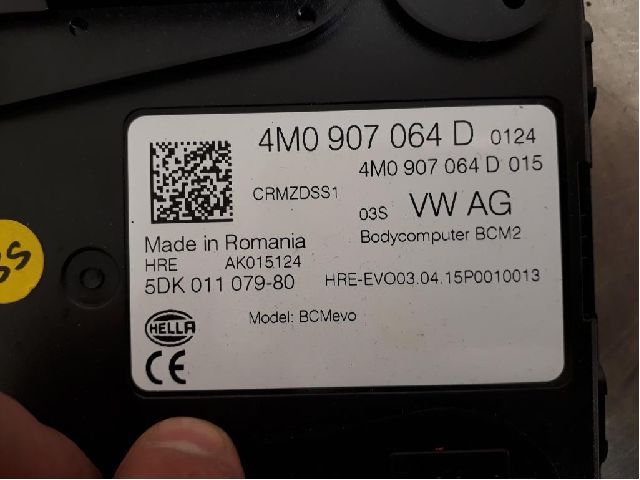 4M0 907 064 D 0124
4M0 907 064 D 015
CRMZDSS1
03S VW AG
Bodycomputer BCM2
Made in Romania
HRE AK015124
5DK 011 079-80 HRE-EVO03.04.15P0010013
HELLA
Model: BCMevo
CE